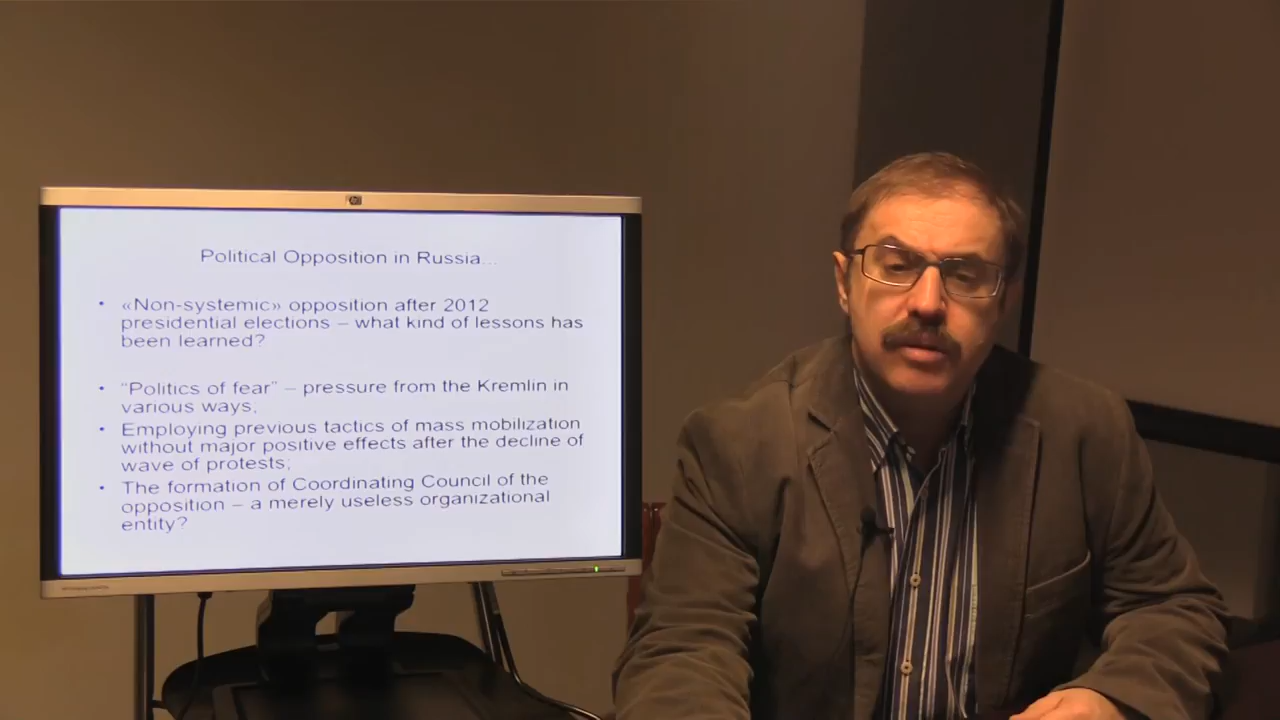 Political Opposition in Russia...
• «Non-systemic» opposition after 2012
presidential elections – what kind of lessons has
been learned?
• “Politics of fear” – pressure from the Kremlin in
various ways;
• Employing previous tactics of mass mobilization
without major positive effects after the decline of
wave of protests;
• The formation of Coordinating Council of the
opposition – a merely useless organizational
entity?
hp